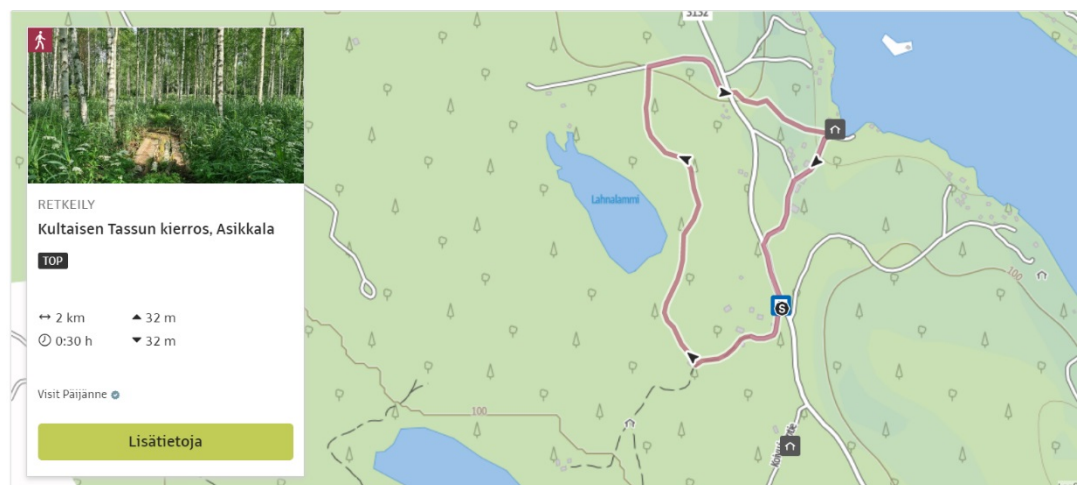 RETKEILY
Kultaisen Tassun kierros, Asikkala
TOP
2 km
32 m
0:30 h
32 m
Visit Päijänne
Lisätietoja
3132
Lahnalammi
S
100
100